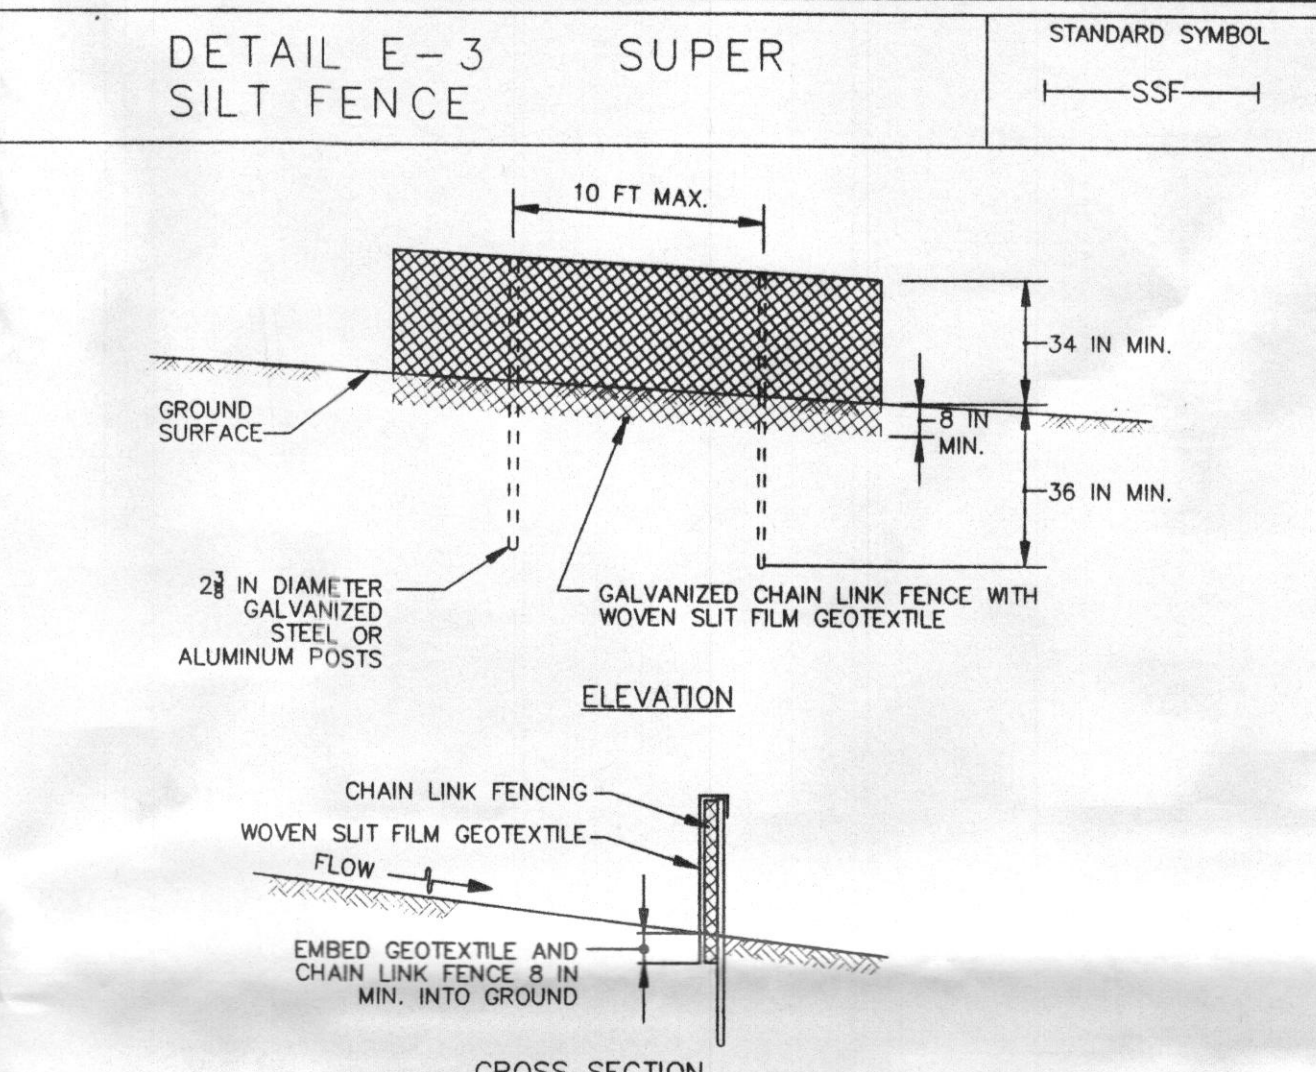 DETAIL E-3 SUPER
SILT FENCE
STANDARD SYMBOL
SSF
10 FT MAX.
34 IN MIN.
GROUND
SURFACE
8 IN
MIN.
36 IN MIN.
2 3/8 IN DIAMETER
GALVANIZED
STEEL OR
ALUMINUM POSTS
GALVANIZED CHAIN LINK FENCE WITH
WOVEN SLIT FILM GEOTEXTILE
ELEVATION
CHAIN LINK FENCING
WOVEN SLIT FILM GEOTEXTILE
FLOW
EMBED GEOTEXTILE AND
CHAIN LINK FENCE 8 IN
MIN. INTO GROUND
CROSS SECTION